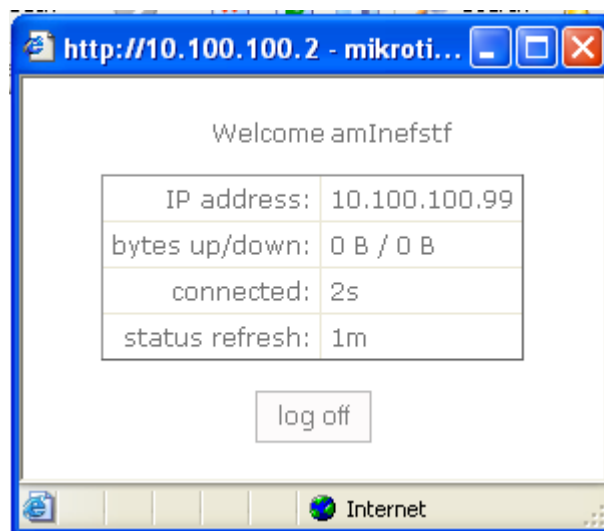 http://10.100.100.2 - mikroti...
Welcome amInefstf
IP address: 10.100.100.99
bytes up/down: 0 B / 0 B
connected: 2s
status refresh: 1m
log off
Internet